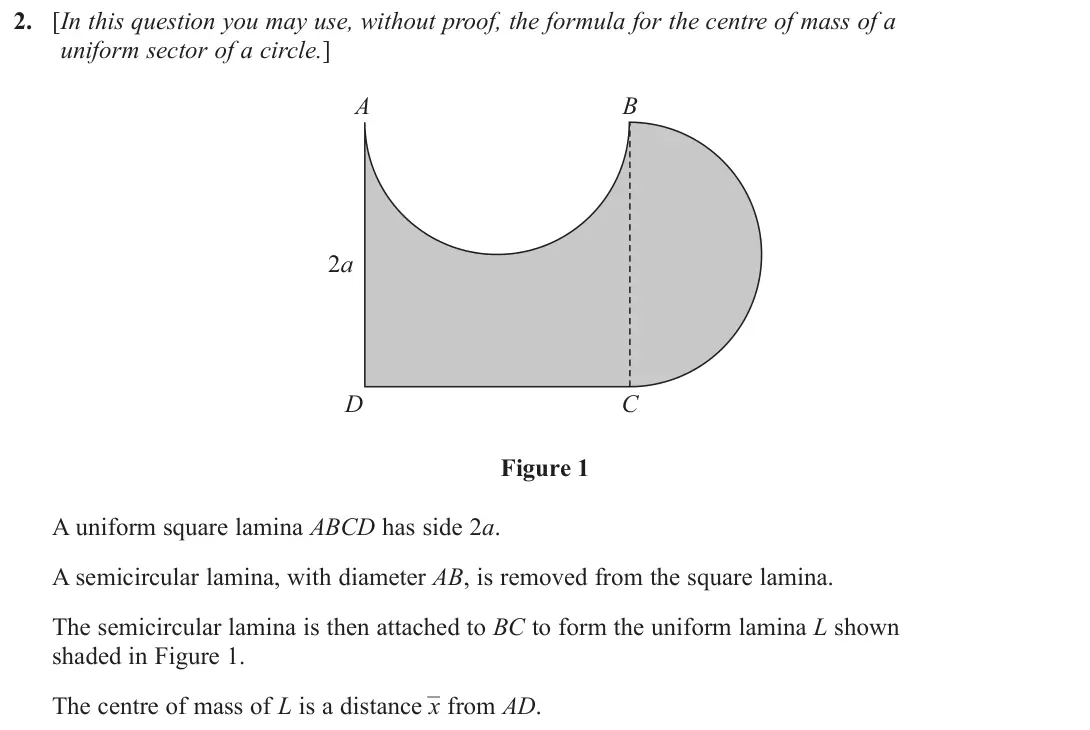 2. [In this question you may use, without proof, the formula for the centre of mass of a
uniform sector of a circle.]
A
B
2a
D
C
Figure 1
A uniform square lamina ABCD has side 2a.
A semicircular lamina, with diameter AB, is removed from the square lamina.
The semicircular lamina is then attached to BC to form the uniform lamina L shown
shaded in Figure 1.
The centre of mass of L is a distance x̅ from AD.